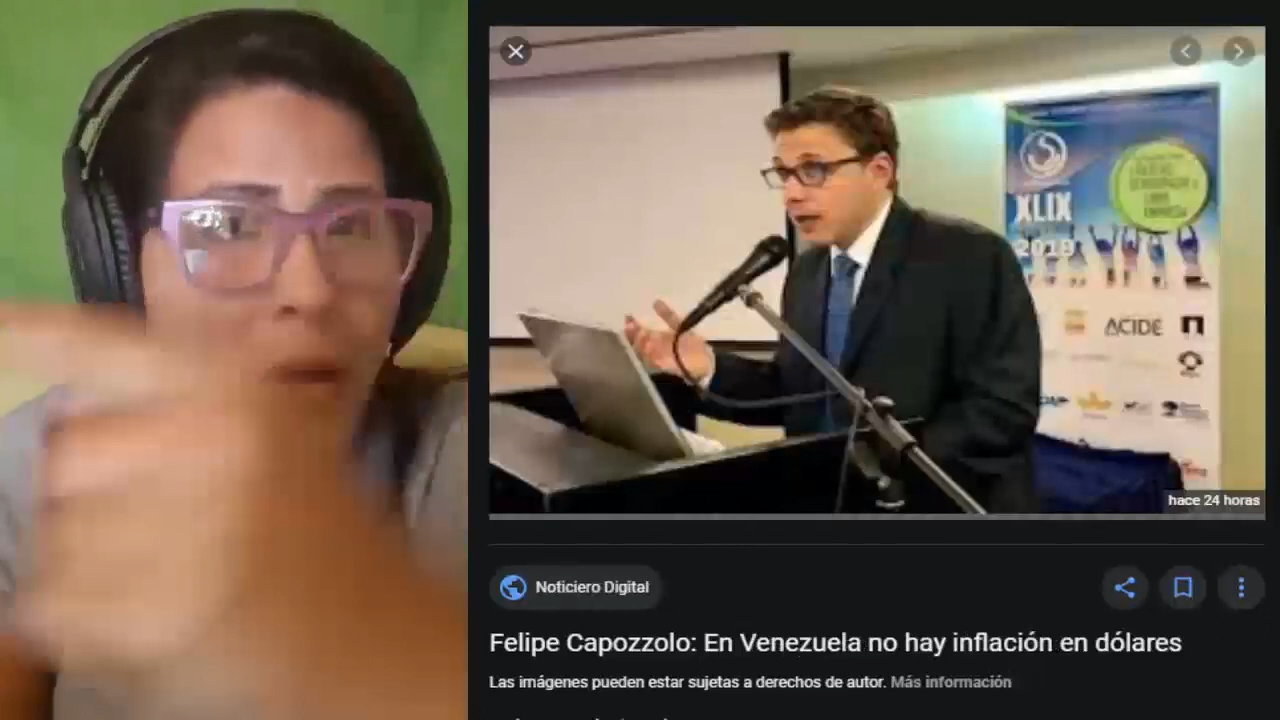 XLIX
2019
ACIDE
hace 24 horas
Noticiero Digital
Felipe Capozzolo: En Venezuela no hay inflación en dólares
Las imágenes pueden estar sujetas a derechos de autor. Más información